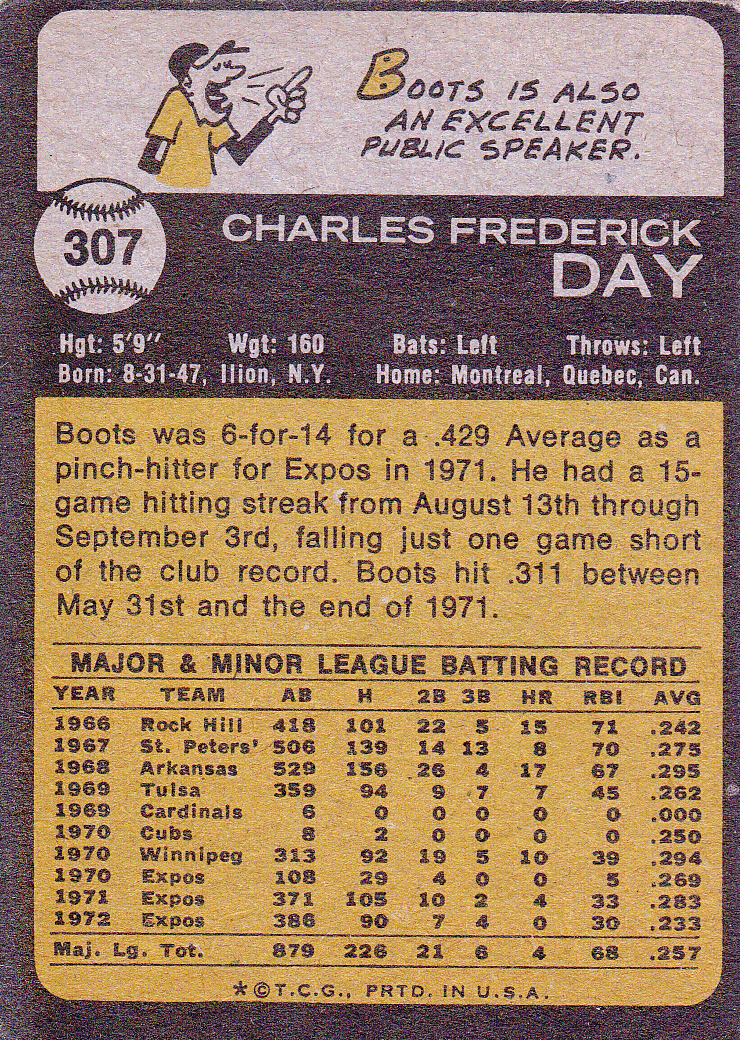 BOOTS IS ALSO
AN EXCELLENT
PUBLIC SPEAKER.
307
CHARLES FREDERICK
DAY
Hgt: 5'9" Wgt: 160 Bats: Left Throws: Left
Born: 8-31-47, Ilion, N.Y. Home: Montreal, Quebec, Can.
Boots was 6-for-14 for a .429 Average as a
pinch-hitter for Expos in 1971. He had a 15-
game hitting streak from August 13th through
September 3rd, falling just one game short
of the club record. Boots hit .311 between
May 31st and the end of 1971.
MAJOR & MINOR LEAGUE BATTING RECORD
YEAR TEAM AB H 2B 3B HR RBI AVG
1966 Rock Hill 418 101 22 5 15 71 .242
1967 St. Peters' 506 139 14 13 8 70 .275
1968 Arkansas 529 156 26 4 17 67 .295
1969 Tulsa 359 94 9 7 7 45 .262
1969 Cardinals 6 0 0 0 0 0 .000
1970 Cubs 8 2 0 0 0 0 .250
1970 Winnipeg 313 92 19 5 10 39 .294
1970 Expos 108 29 4 0 0 5 .269
1971 Expos 371 105 10 2 4 33 .283
1972 Expos 386 90 7 4 0 30 .233
Maj. Lg. Tot. 879 226 21 6 4 68 .257
*©T.C.G., PRTD. IN U.S.A.